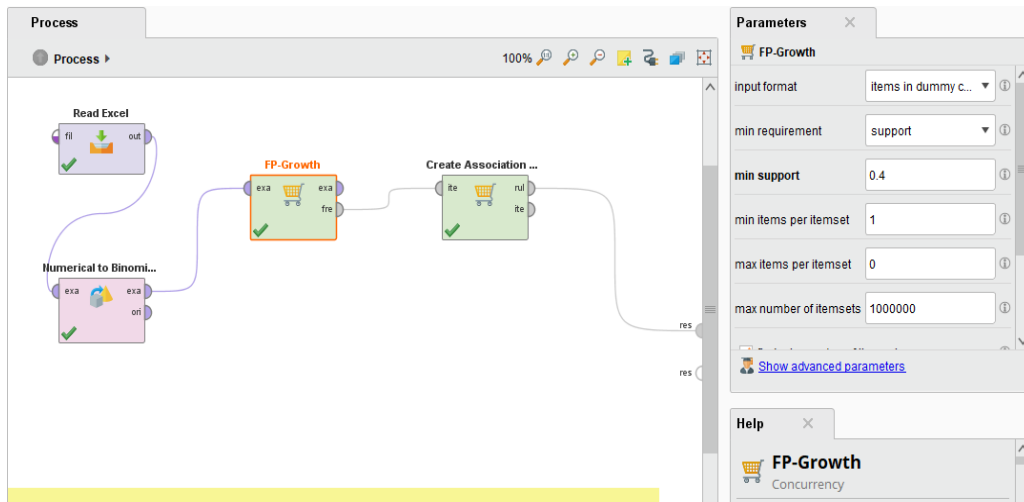 Process
Process
100%
Read Excel
fil
out
Numerical to Binomi...
exa
exa
ori
FP-Growth
exa
exa
fre
Create Association ...
ite
rul
ite
res
res
Parameters
FP-Growth
input format
items in dummy c...
min requirement
support
min support
0.4
min items per itemset
1
max items per itemset
0
max number of itemsets
1000000
Show advanced parameters
Help
FP-Growth
Concurrency